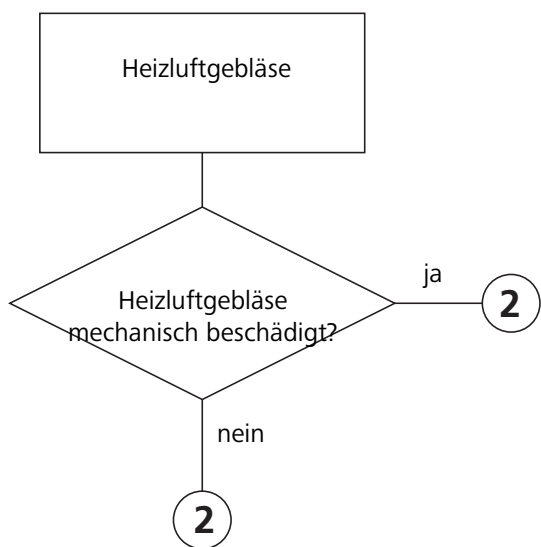 Heizluftgebläse
Heizluftgebläse
mechanisch beschädigt?
ja
2
nein
2